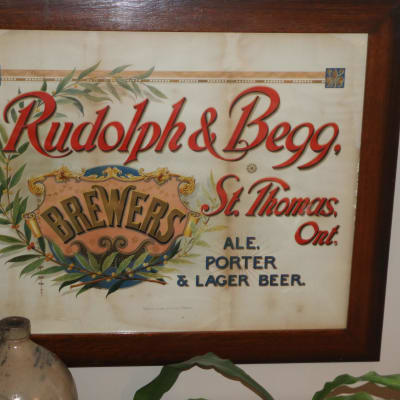 Rudolph & Begg,
BREWERS
St. Thomas,
Ont.
ALE,
PORTER
& LAGER BEER.